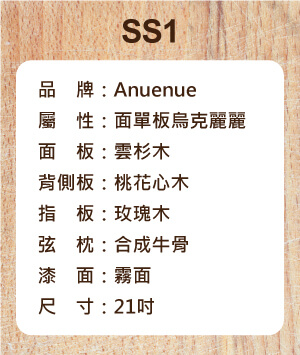 SS1
品　牌：Anuenue
屬　性：面單板烏克麗麗
面　板：雲杉木
背側板：桃花心木
指　板：玫瑰木
弦　枕：合成牛骨
漆　面：霧面
尺　寸：21吋